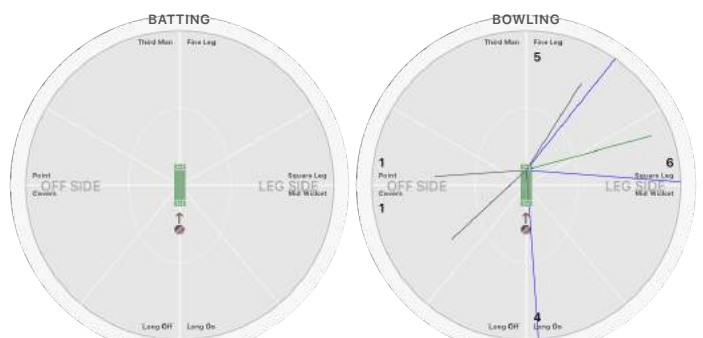 BATTING
Third Man Fine Leg
Point
OFF SIDE LEG SIDE
Square Leg
Covers
Mid Wicket
Long Off Long On
BOWLING
Third Man Fine Leg
5
1
6
Point
Square Leg
OFF SIDE LEG SIDE
Covers
Mid Wicket
1
4
Long Off Long On